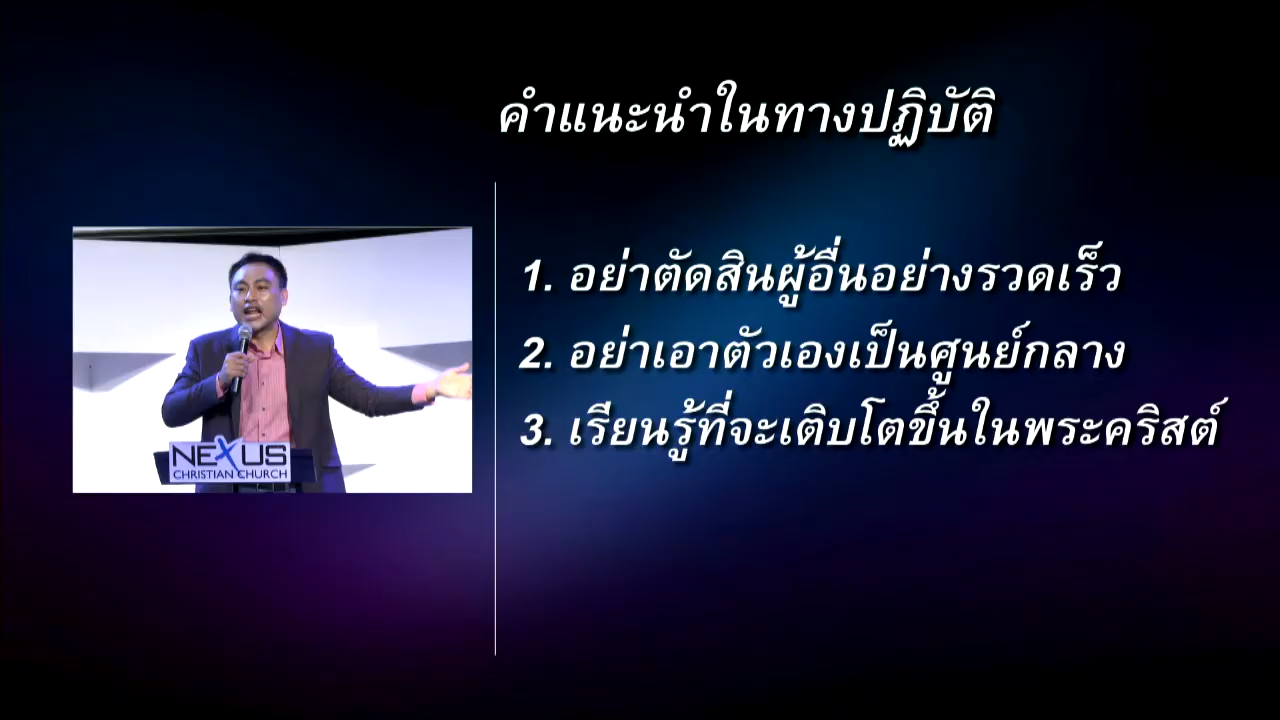 คำแนะนำในทางปฏิบัติ
1. อย่าตัดสินผู้อื่นอย่างรวดเร็ว
2. อย่าเอาตัวเองเป็นศูนย์กลาง
3. เรียนรู้ที่จะเติบโตขึ้นในพระคริสต์
NEXUS
CHRISTIAN CHURCH